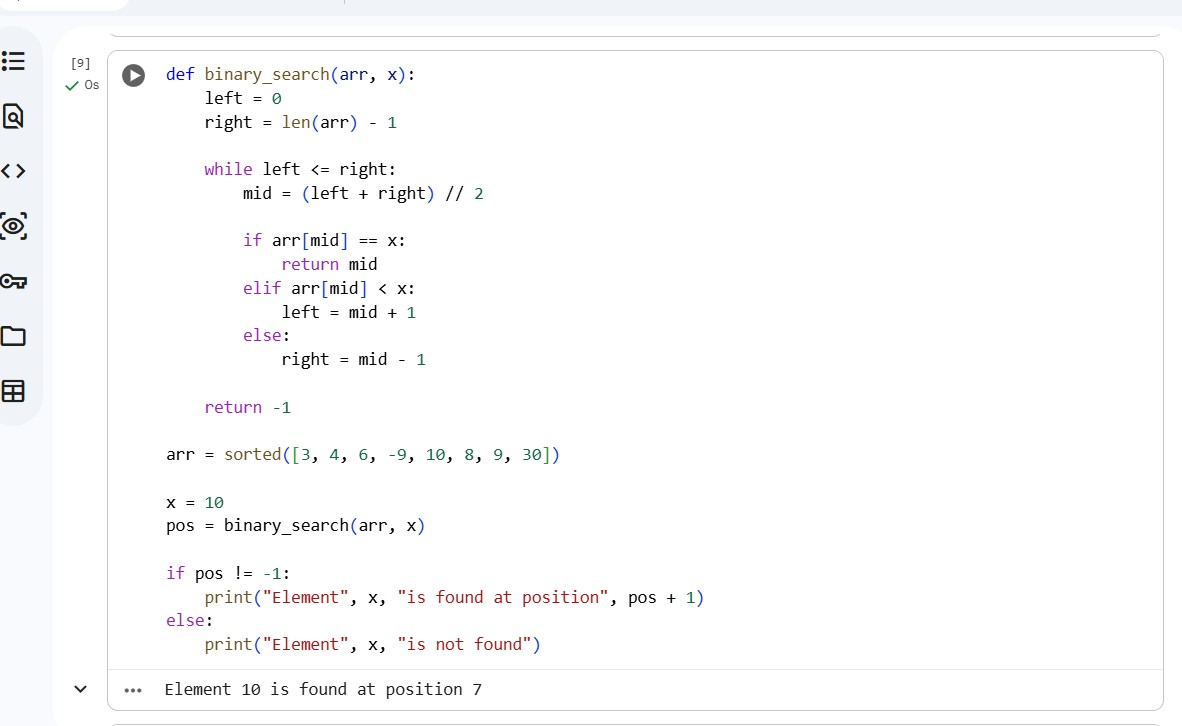 [9]
0s
def binary_search(arr, x):
    left = 0
    right = len(arr) - 1

    while left <= right:
        mid = (left + right) // 2

        if arr[mid] == x:
            return mid
        elif arr[mid] < x:
            left = mid + 1
        else:
            right = mid - 1

    return -1

arr = sorted([3, 4, 6, -9, 10, 8, 9, 30])

x = 10
pos = binary_search(arr, x)

if pos != -1:
    print("Element", x, "is found at position", pos + 1)
else:
    print("Element", x, "is not found")
Element 10 is found at position 7